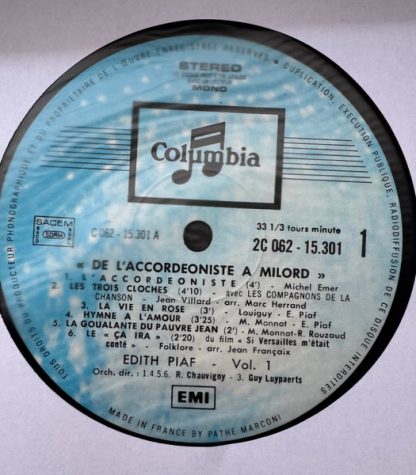 TOUS DROITS DU PRODUCTEUR PHONOGRAPHIQUE ET DU PROPRIETAIRE DE L'ŒUVRE ENREGISTREE RESERVES • DUPLICATION, EXECUTION PUBLIQUE, RADIODIFFUSION DE CE DISQUE INTERDITES
STEREO
MONO
Columbia
SACEM
SDRM
SACD
SGDL
C 062 - 15.301 A
33 1/3 tours minute
2C 062 - 15.301
1
« DE L'ACCORDEONISTE A MILORD »
1. L'ACCORDEONISTE (4') - Michel Emer
2. LES TROIS CLOCHES (4'10) - avec LES COMPAGNONS DE LA
CHANSON - Jean Villard - arr. Marc Herrand
3. LA VIE EN ROSE (3') - Louiguy - E. Piaf
4. HYMNE A L'AMOUR (3'25) - M. Monnot - E. Piaf
5. LA GOUALANTE DU PAUVRE JEAN (2') - M. Monnot-R. Rouzaud
6. LE « ÇA IRA » (2'20) du film « Si Versailles m'était
conté » - Folklore - arr. Jean Françaix
EDITH PIAF - Vol. 1
Orch. dir. : 1.4.5.6. R. Chauvigny - 3. Guy Luypaerts
EMI
MADE IN FRANCE BY PATHE MARCONI